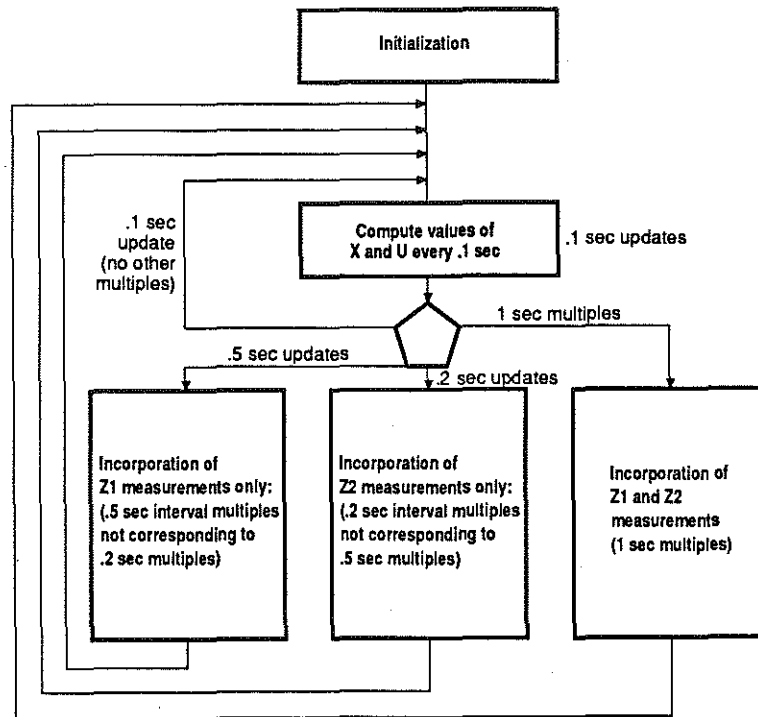 Initialization
.1 sec
update
(no other
multiples)
Compute values of
X and U every .1 sec
.1 sec updates
1 sec multiples
.5 sec updates
.2 sec updates
Incorporation of
Z1 measurements only:
(.5 sec interval multiples
not corresponding to
.2 sec multiples)
Incorporation of
Z2 measurements only:
(.2 sec interval multiples
not corresponding to
.5 sec multiples)
Incorporation of
Z1 and Z2
measurements
(1 sec multiples)